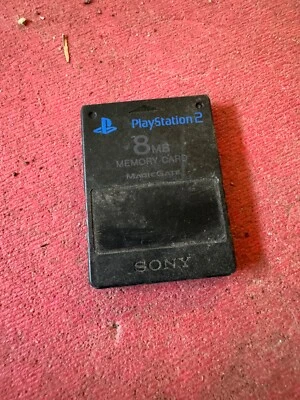 PlayStation 2
8MB
MEMORY CARD
MAGICGATE
SONY